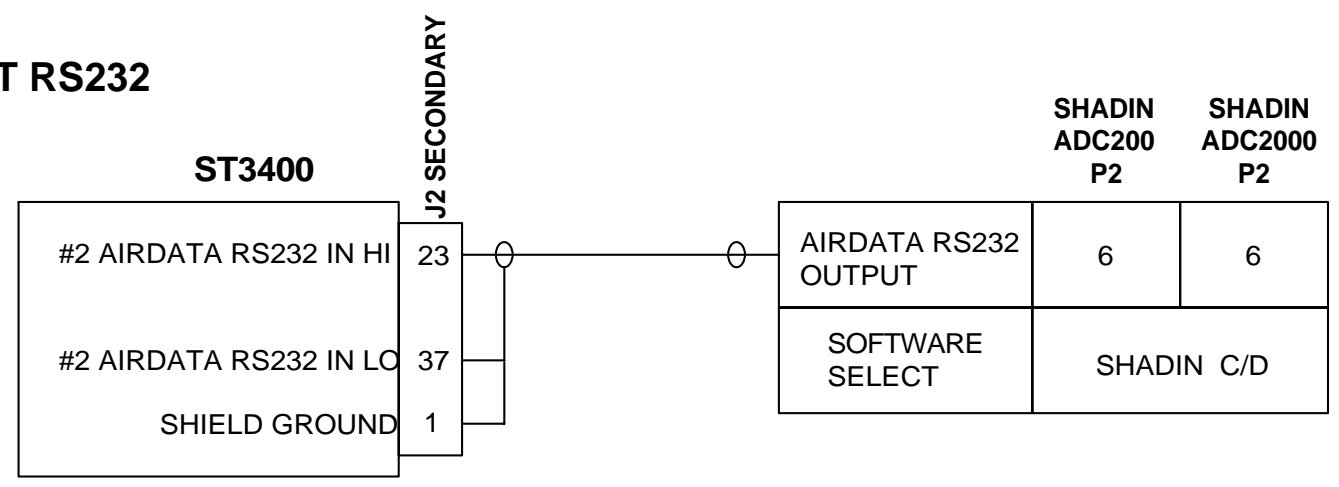 T RS232
J2 SECONDARY
ST3400
SHADIN
ADC200
P2
SHADIN
ADC2000
P2
#2 AIRDATA RS232 IN HI
23
AIRDATA RS232
OUTPUT
6
6
#2 AIRDATA RS232 IN LO
37
SOFTWARE
SELECT
SHADIN C/D
SHIELD GROUND
1